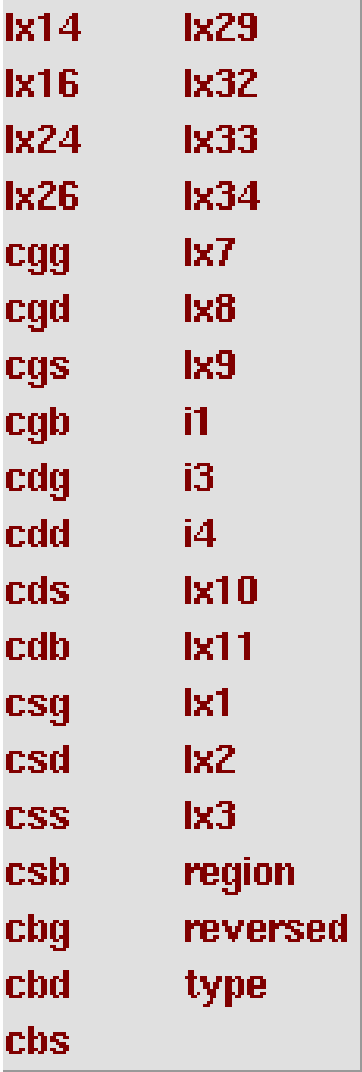 lx14 lx29
lx16 lx32
lx24 lx33
lx26 lx34
cgg lx7
cgd lx8
cgs lx9
cgb i1
cdg i3
cdd i4
cds lx10
cdb lx11
csg lx1
csd lx2
css lx3
csb region
cbg reversed
cbd type
cbs